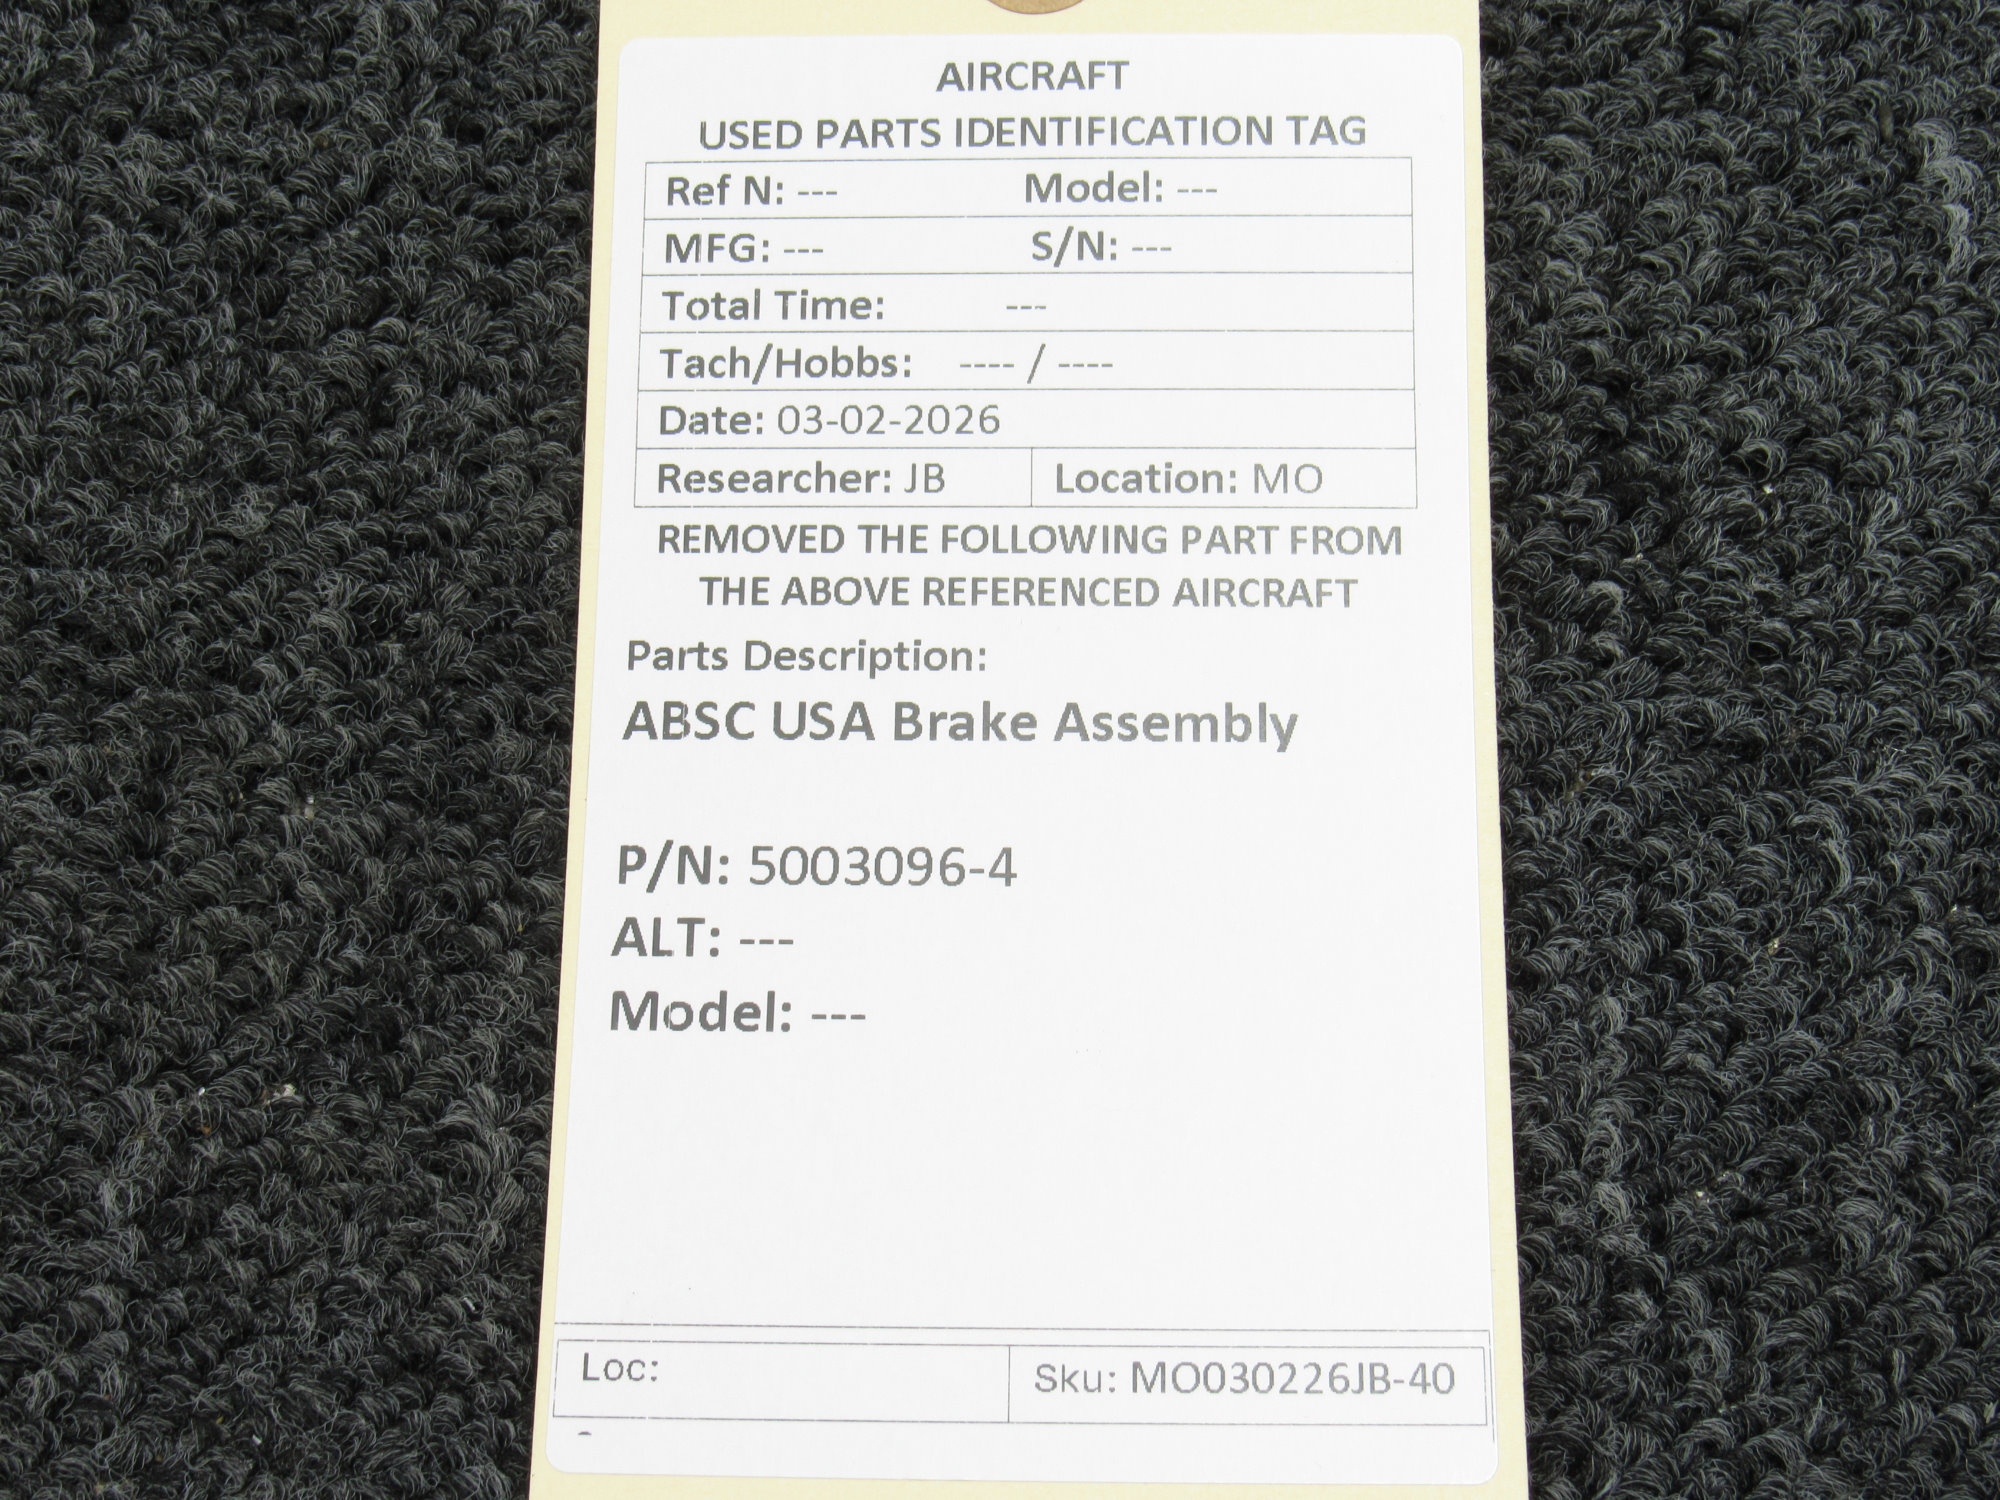 AIRCRAFT
USED PARTS IDENTIFICATION TAG
Ref N: --- Model: ---
MFG: --- S/N: ---
Total Time: ---
Tach/Hobbs: ---- / ----
Date: 03-02-2026
Researcher: JB Location: MO
REMOVED THE FOLLOWING PART FROM
THE ABOVE REFERENCED AIRCRAFT
Parts Description:
ABSC USA Brake Assembly
P/N: 5003096-4
ALT: ---
Model: ---
Loc: Sku: MO030226JB-40